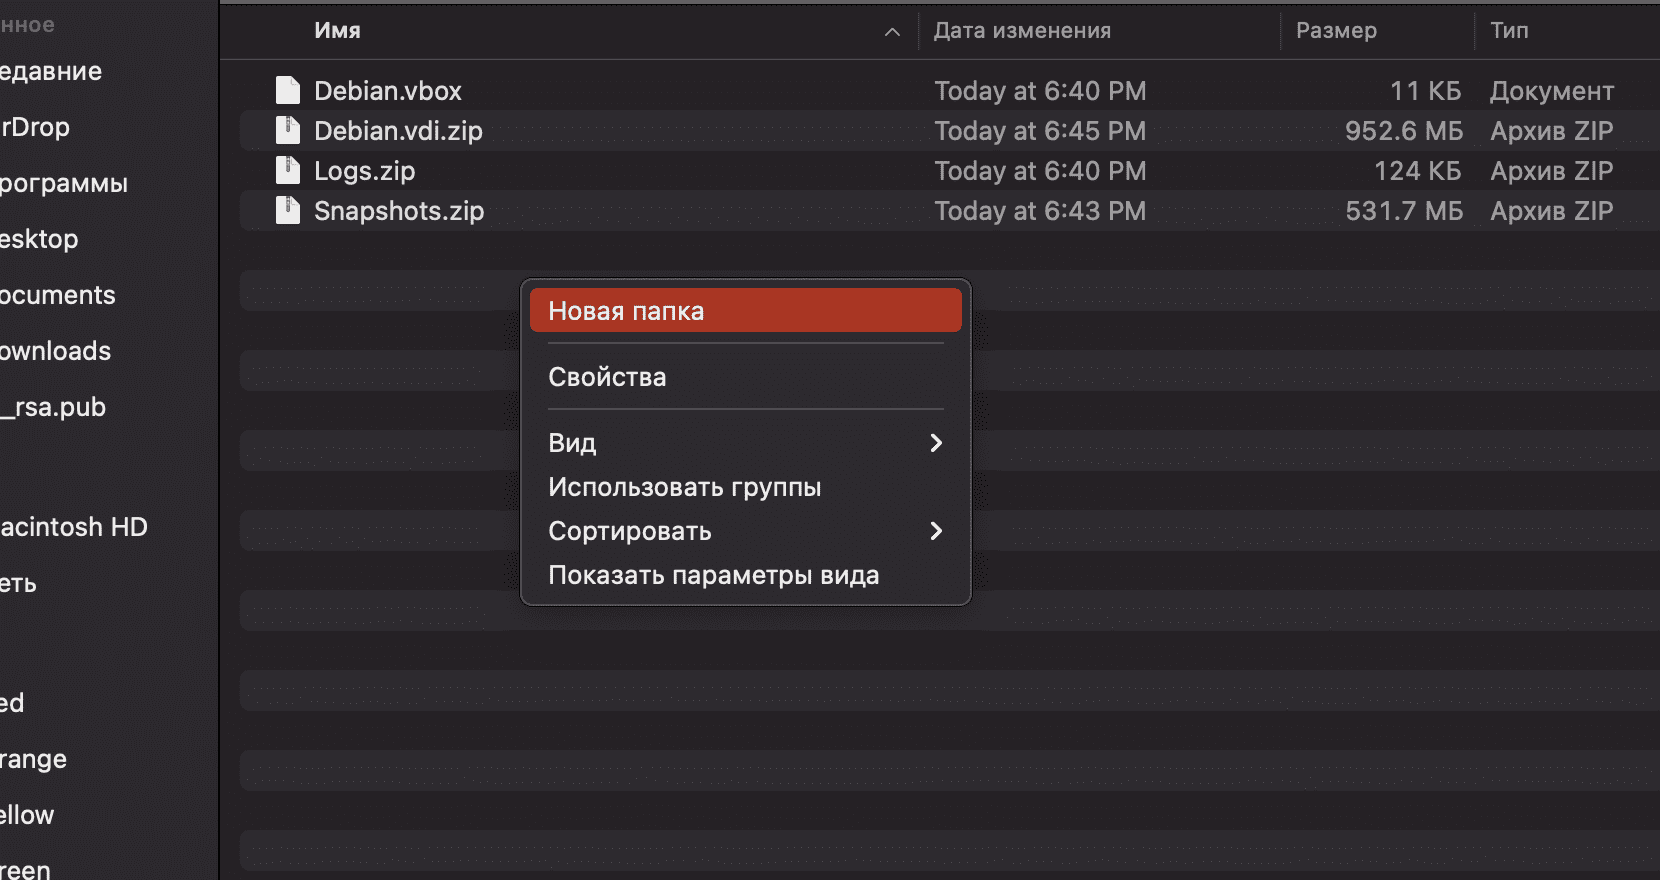 нное
едавние
rDrop
рограммы
esktop
ocuments
ownloads
_rsa.pub
acintosh HD
еть
ed
range
ellow
reen
Имя Дата изменения Размер Тип
Debian.vbox Today at 6:40 PM 11 КБ Документ
Debian.vdi.zip Today at 6:45 PM 952.6 МБ Архив ZIP
Logs.zip Today at 6:40 PM 124 КБ Архив ZIP
Snapshots.zip Today at 6:43 PM 531.7 МБ Архив ZIP
Новая папка
Свойства
Вид
Использовать группы
Сортировать
Показать параметры вида